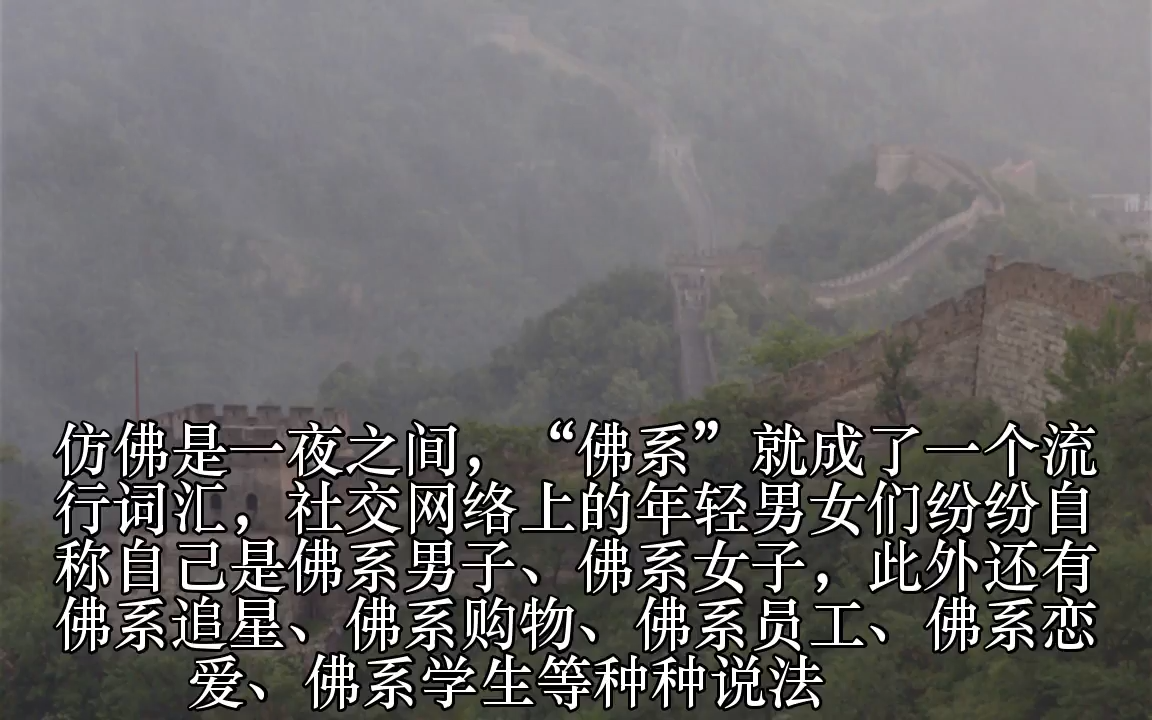 仿佛是一夜之间，“佛系”就成了一个流
行词汇，社交网络上的年轻男女们纷纷自
称自己是佛系男子、佛系女子，此外还有
佛系追星、佛系购物、佛系员工、佛系恋
爱、佛系学生等种种说法